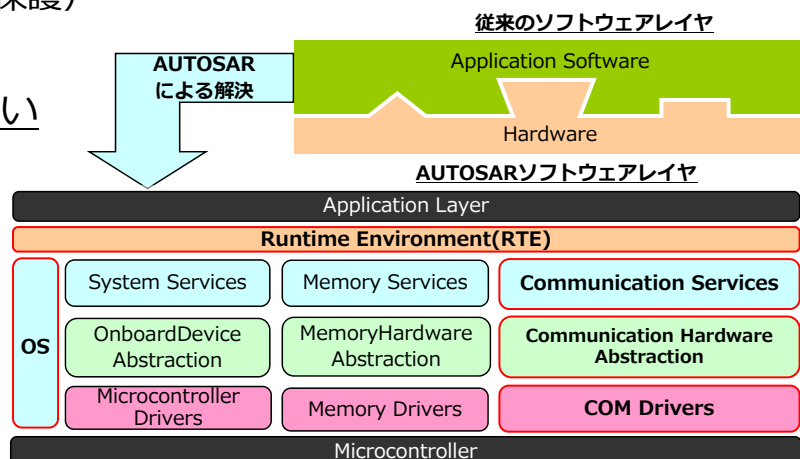 保護)
い
従来のソフトウェアレイヤ
Application Software
Hardware
AUTOSAR
による解決
AUTOSARソフトウェアレイヤ
Application Layer
Runtime Environment(RTE)
OS
System Services
Memory Services
Communication Services
OnboardDevice
Abstraction
MemoryHardware
Abstraction
Communication Hardware
Abstraction
Microcontroller
Drivers
Memory Drivers
COM Drivers
Microcontroller